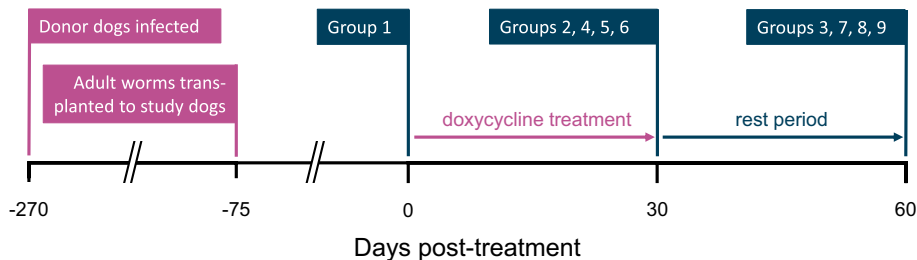 Donor dogs infected
Group 1
Groups 2, 4, 5, 6
Groups 3, 7, 8, 9
Adult worms trans-
planted to study dogs
doxycycline treatment
rest period
-270
-75
0
30
60
Days post-treatment